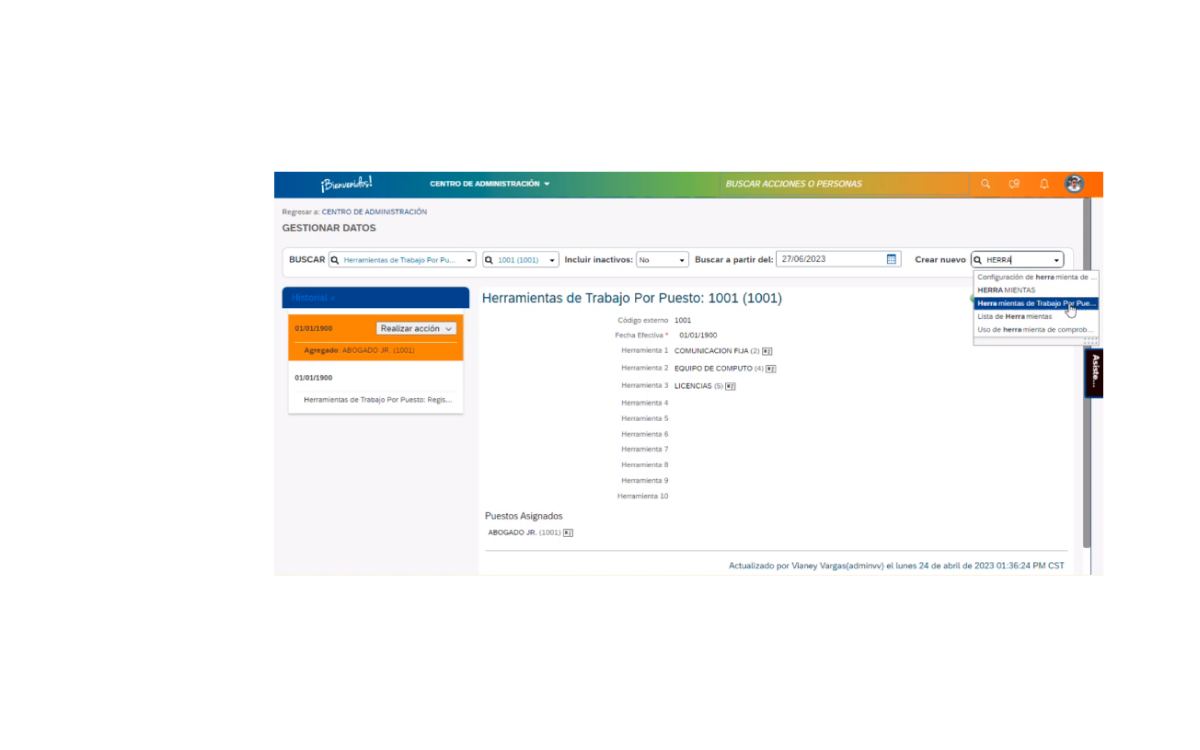 ¡Bienvenidos!
CENTRO DE ADMINISTRACIÓN
BUSCAR ACCIONES O PERSONAS
Regresar a: CENTRO DE ADMINISTRACIÓN
GESTIONAR DATOS
BUSCAR Herramientas de Trabajo Por Pu... 1001 (1001) Incluir inactivos: No Buscar a partir del: 27/06/2023 Crear nuevo HERRA
Configuración de herramienta de ...
HERRAMIENTAS
Herramientas de Trabajo Por Pue...
Lista de Herramientas
Uso de herramienta de comprob...
Historial «
01/01/1900 Realizar acción
Agregado: ABOGADO JR. (1001)
01/01/1900
Herramientas de Trabajo Por Puesto: Regis...
Herramientas de Trabajo Por Puesto: 1001 (1001)
Código externo 1001
Fecha Efectiva * 01/01/1900
Herramienta 1 COMUNICACION FIJA (2)
Herramienta 2 EQUIPO DE COMPUTO (4)
Herramienta 3 LICENCIAS (5)
Herramienta 4
Herramienta 5
Herramienta 6
Herramienta 7
Herramienta 8
Herramienta 9
Herramienta 10
Puestos Asignados
ABOGADO JR. (1001)
Actualizado por Vianey Vargas(adminvv) el lunes 24 de abril de 2023 01:36:24 PM CST
Asiste...